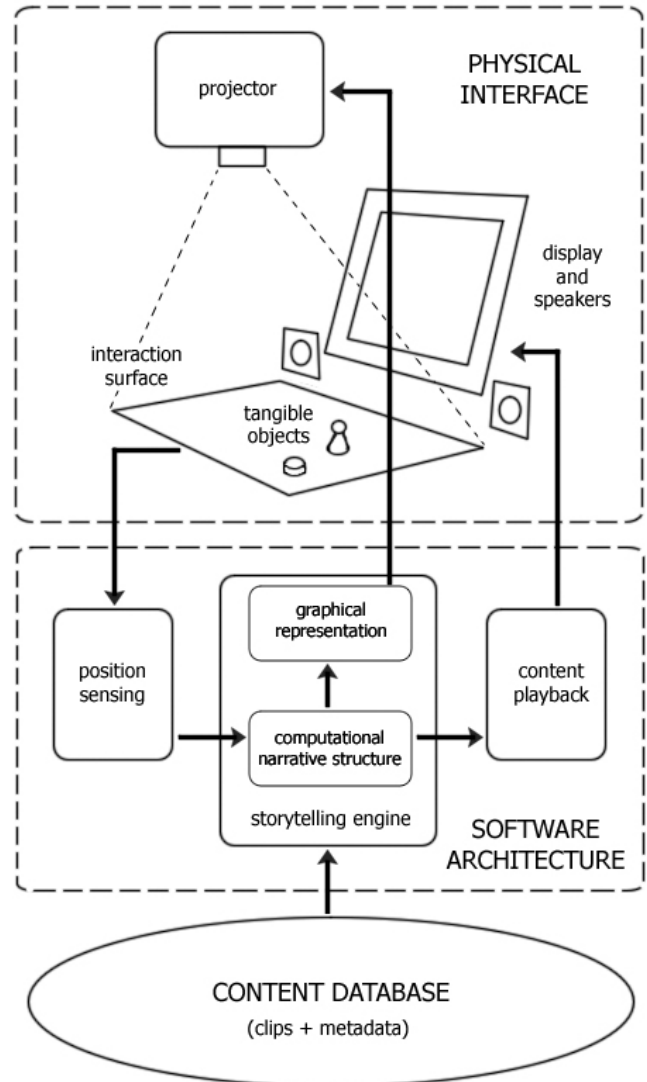 PHYSICAL
INTERFACE
projector
display
and
speakers
interaction
surface
tangible
objects
graphical
representation
position
sensing
content
playback
computational
narrative structure
storytelling engine
SOFTWARE
ARCHITECTURE
CONTENT DATABASE
(clips + metadata)